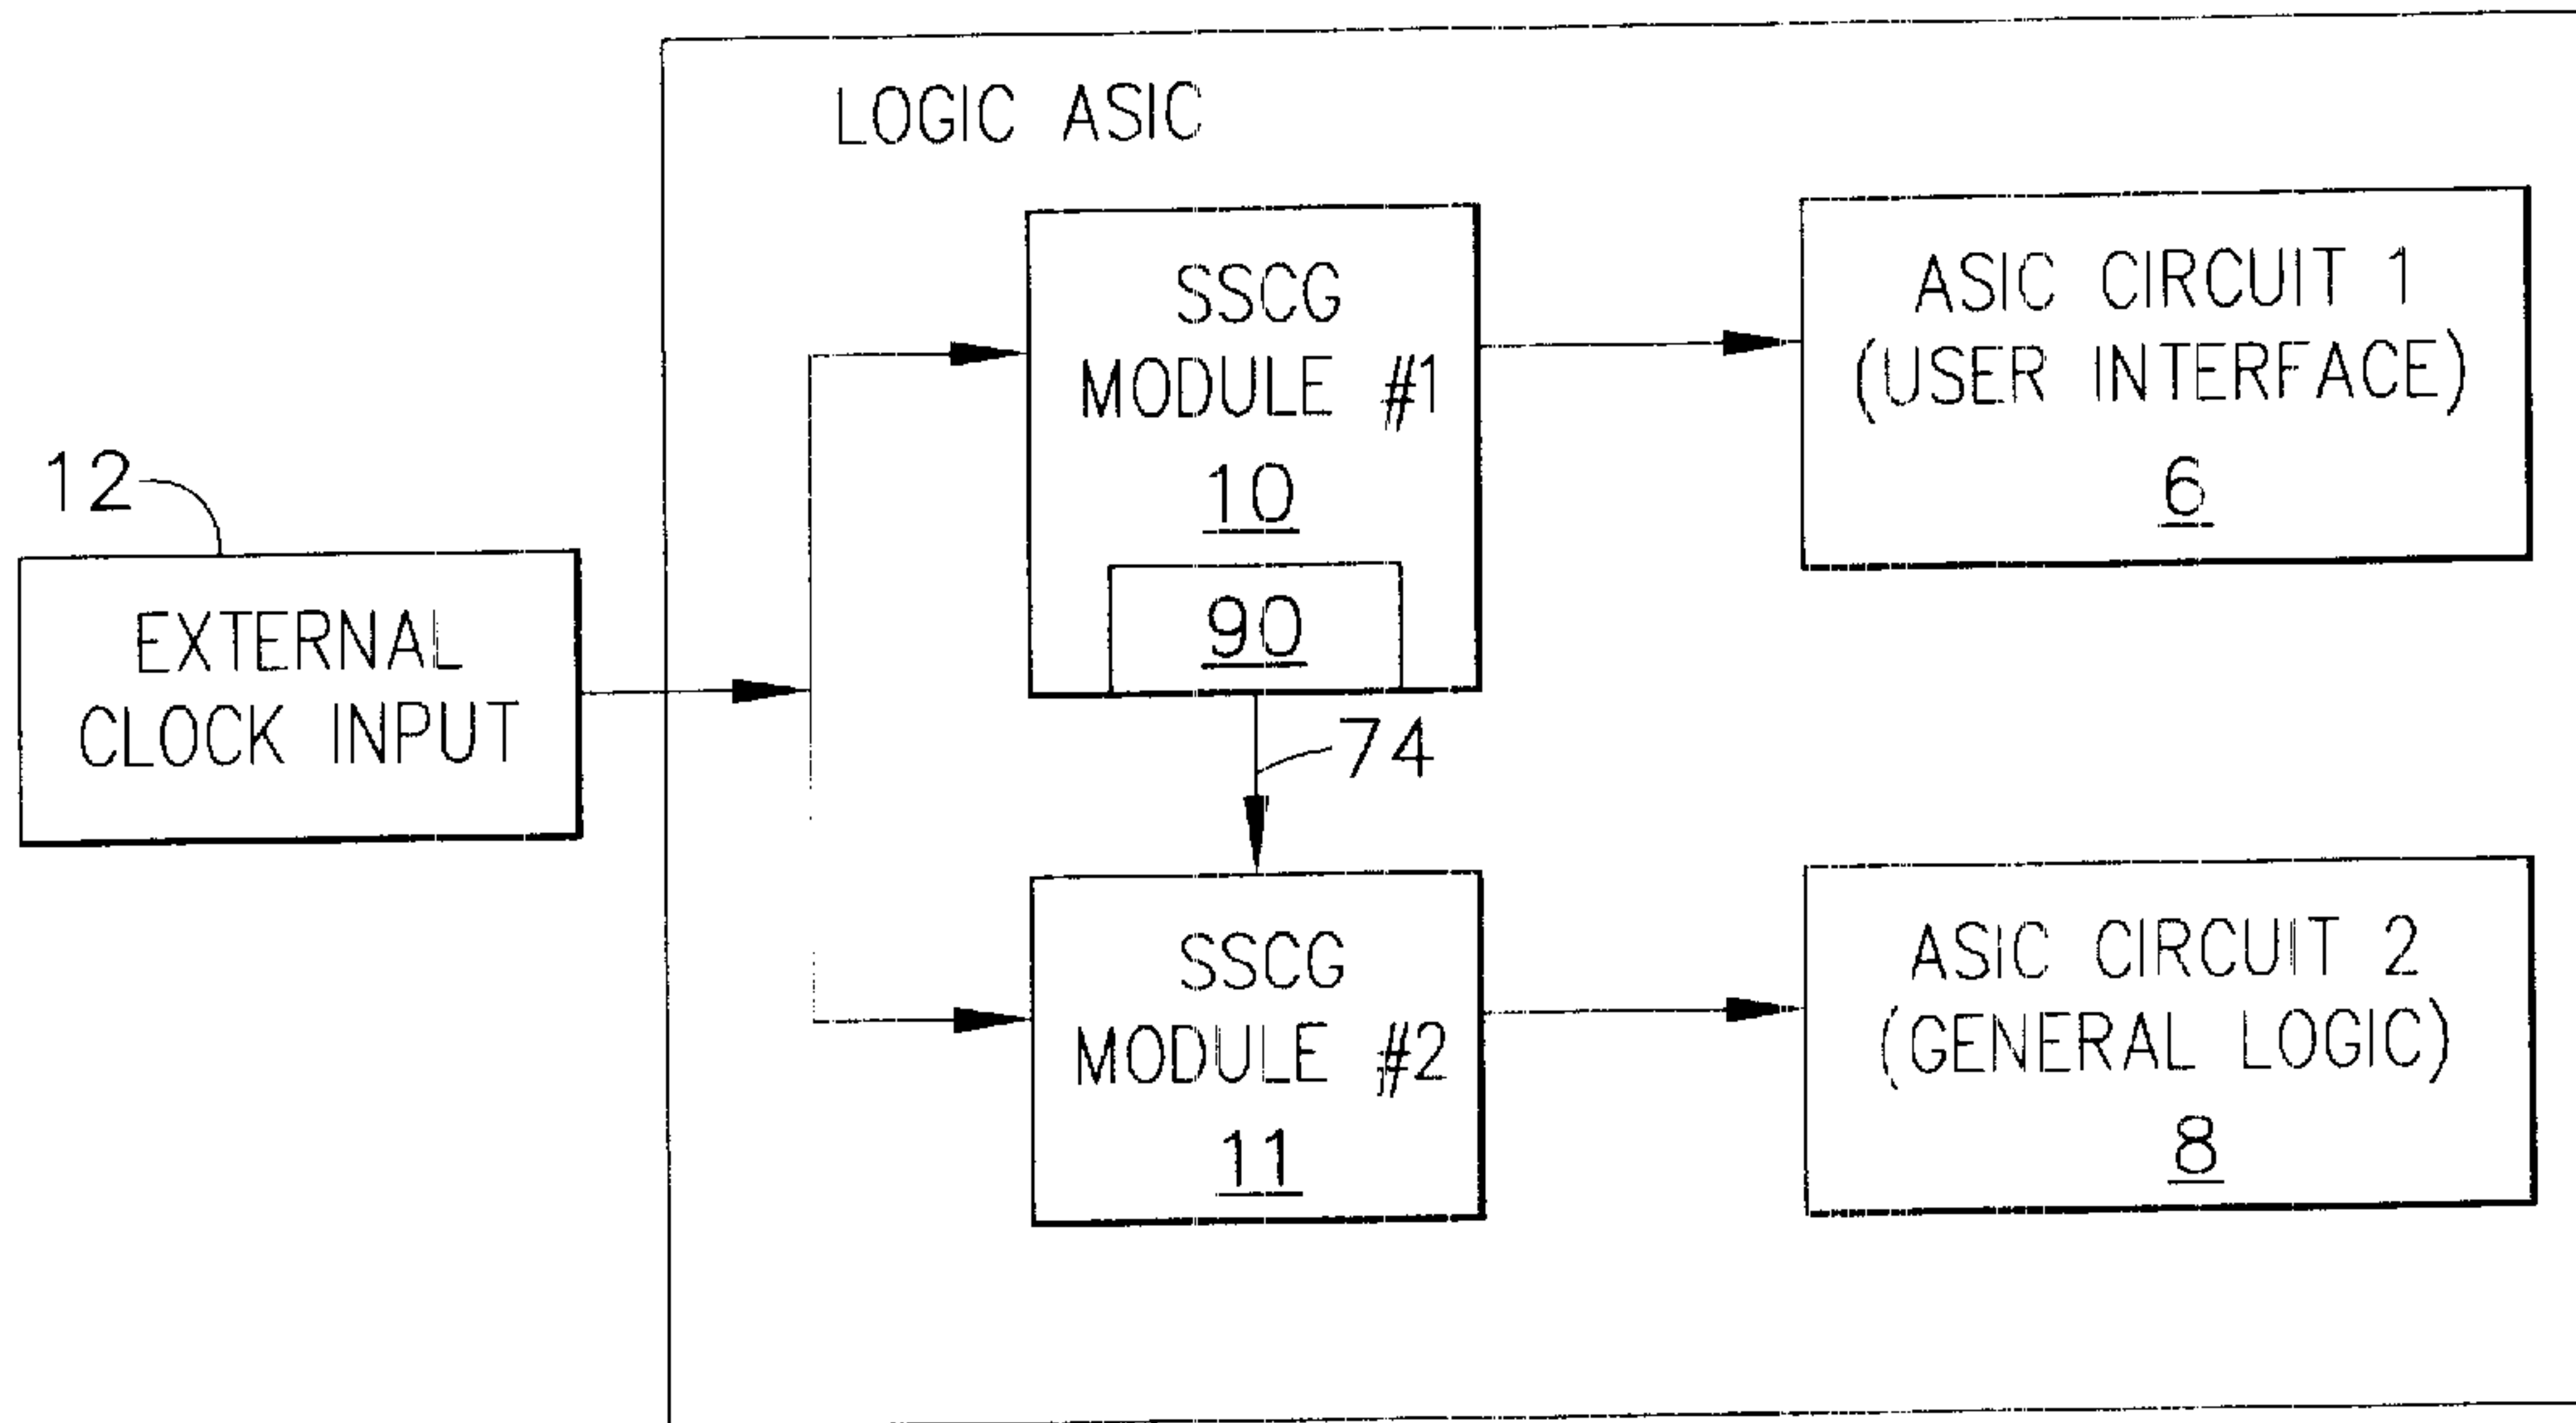 LOGIC ASIC
SSCG
MODULE #1
10
90
ASIC CIRCUIT 1
(USER INTERFACE)
6
12
EXTERNAL
CLOCK INPUT
74
SSCG
MODULE #2
11
ASIC CIRCUIT 2
(GENERAL LOGIC)
8